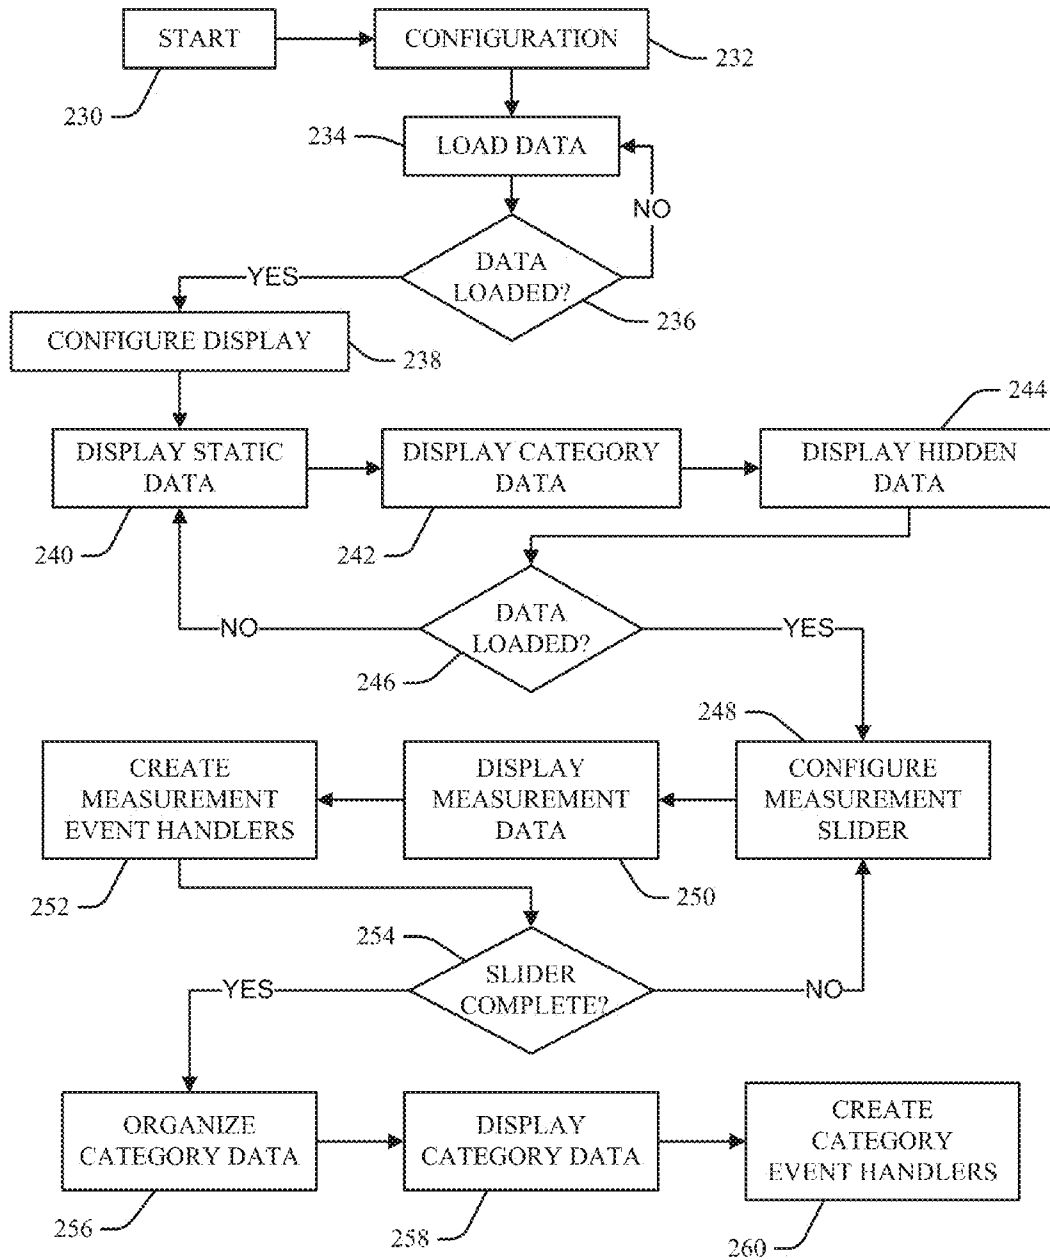 START
CONFIGURATION
232
230
234
LOAD DATA
NO
YES
DATA
LOADED?
236
CONFIGURE DISPLAY
238
244
DISPLAY STATIC
DATA
DISPLAY CATEGORY
DATA
DISPLAY HIDDEN
DATA
240
242
NO
DATA
LOADED?
YES
246
248
CREATE
MEASUREMENT
EVENT HANDLERS
DISPLAY
MEASUREMENT
DATA
CONFIGURE
MEASUREMENT
SLIDER
252
250
254
YES
SLIDER
COMPLETE?
NO
ORGANIZE
CATEGORY DATA
DISPLAY
CATEGORY DATA
CREATE
CATEGORY
EVENT HANDLERS
256
258
260